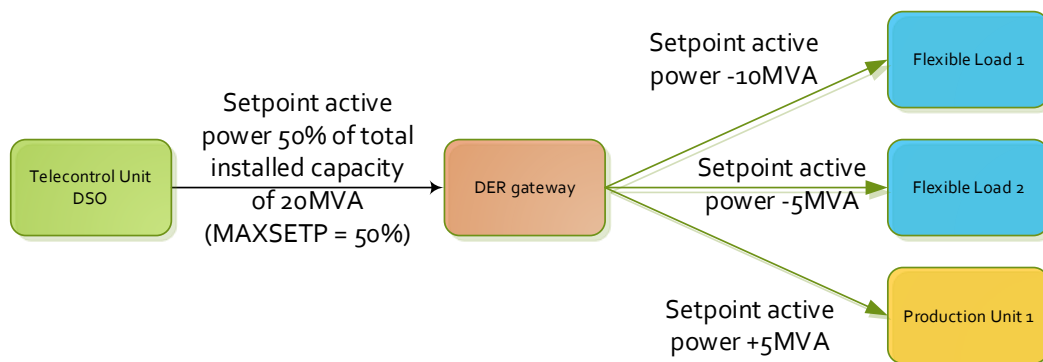 Telecontrol Unit
DSO
Setpoint active
power 50% of total
installed capacity
of 20MVA
(MAXSETP = 50%)
DER gateway
Setpoint active
power -10MVA
Flexible Load 1
Setpoint active
power -5MVA
Flexible Load 2
Setpoint active
power +5MVA
Production Unit 1